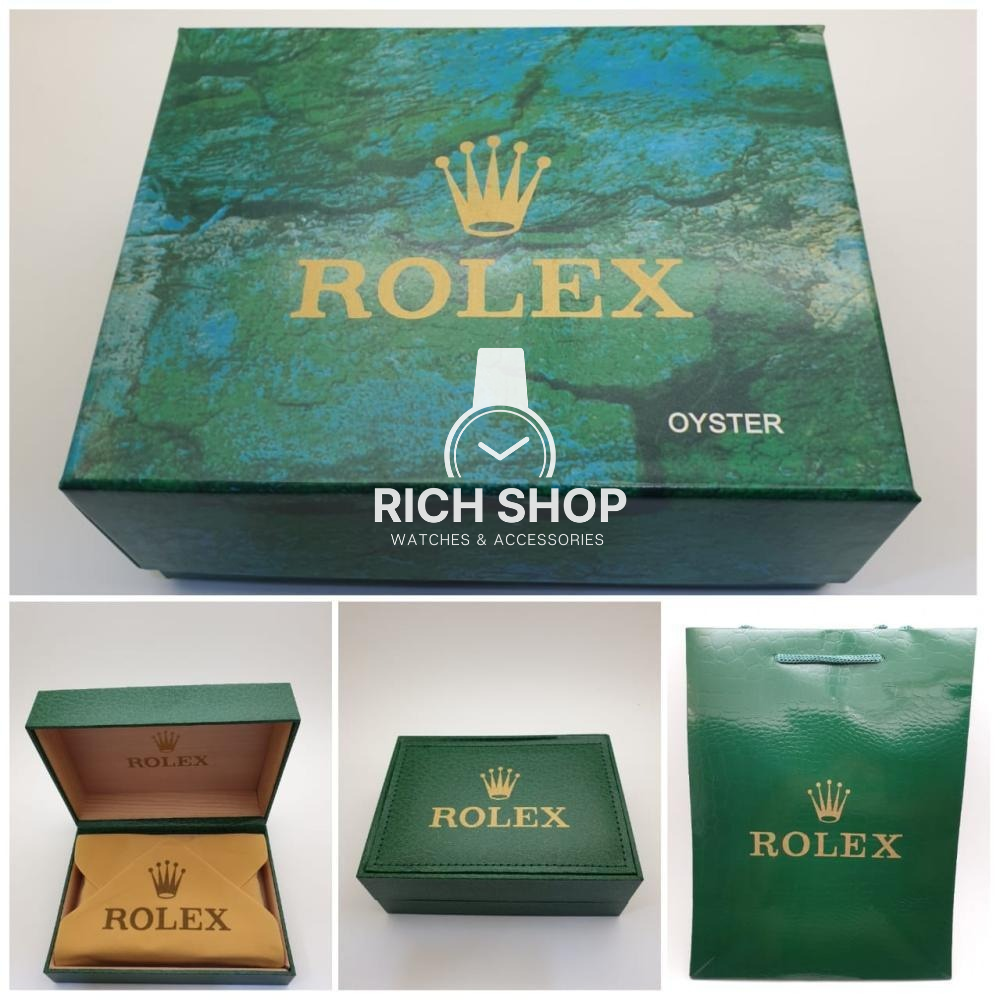 ROLEX
OYSTER
RICH SHOP
WATCHES & ACCESSORIES
ROLEX
ROLEX
ROLEX
ROLEX